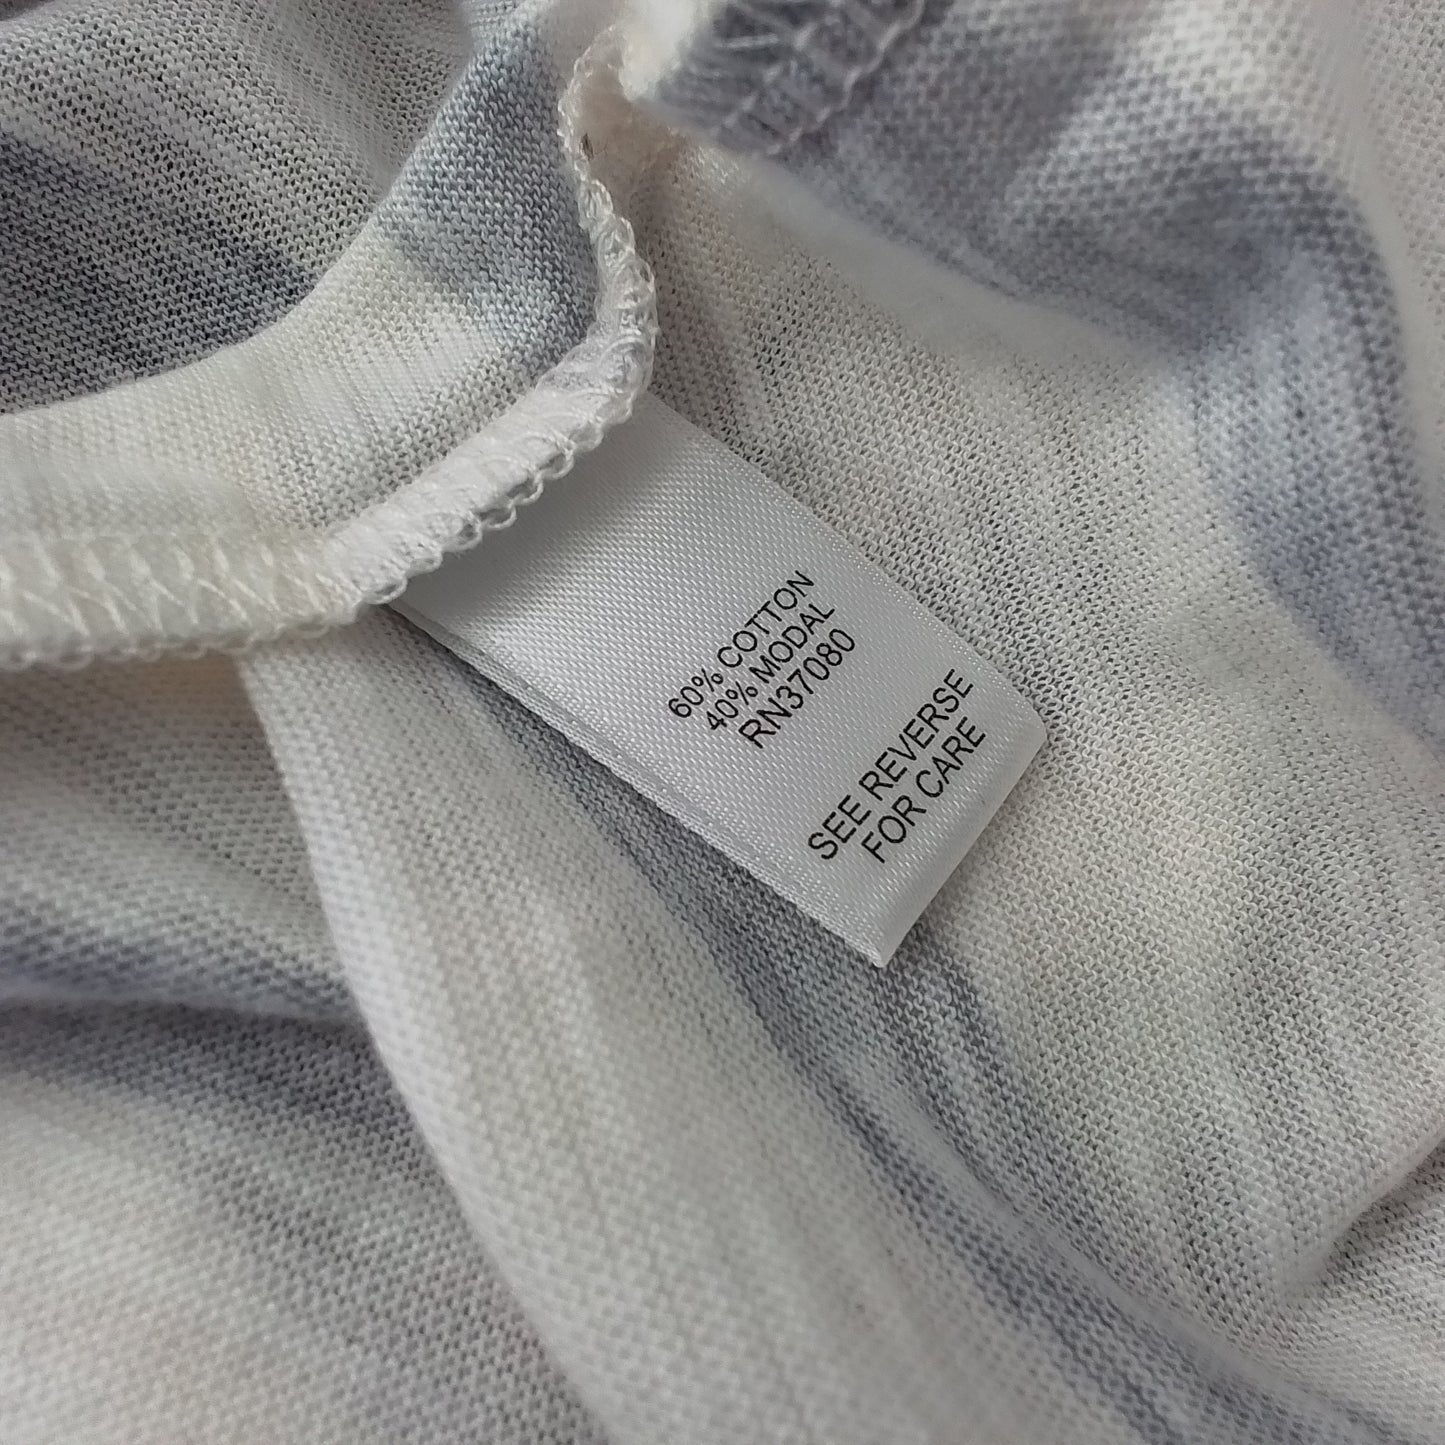 60% COTTON
40% MODAL
RN37080
SEE REVERSE
FOR CARE